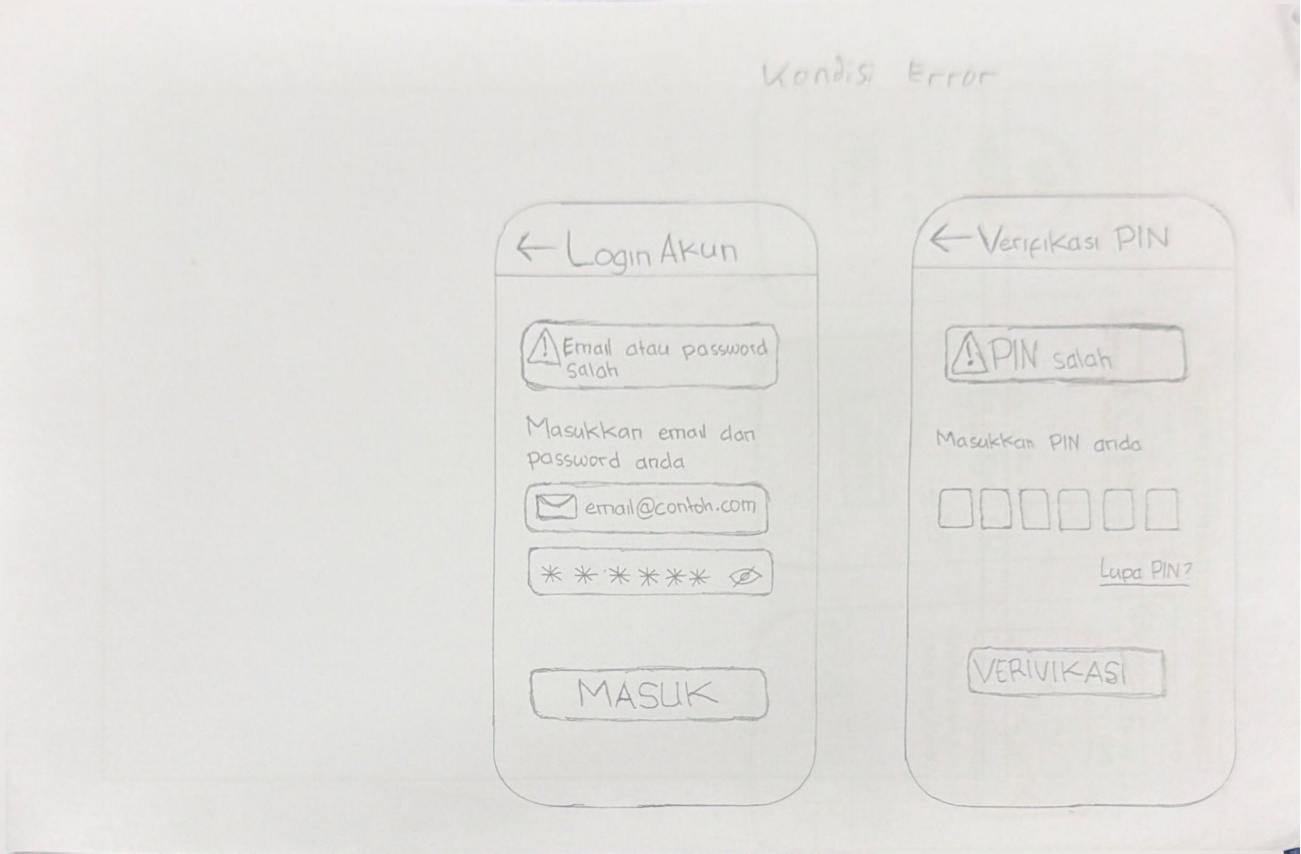 Kondisi Error
← Login Akun
Email atau password
salah
Masukkan email dan
password anda
email@contoh.com
******
MASUK
← Verifikasi PIN
PIN salah
Masukkan PIN anda
Lupa PIN?
VERIVIKASI